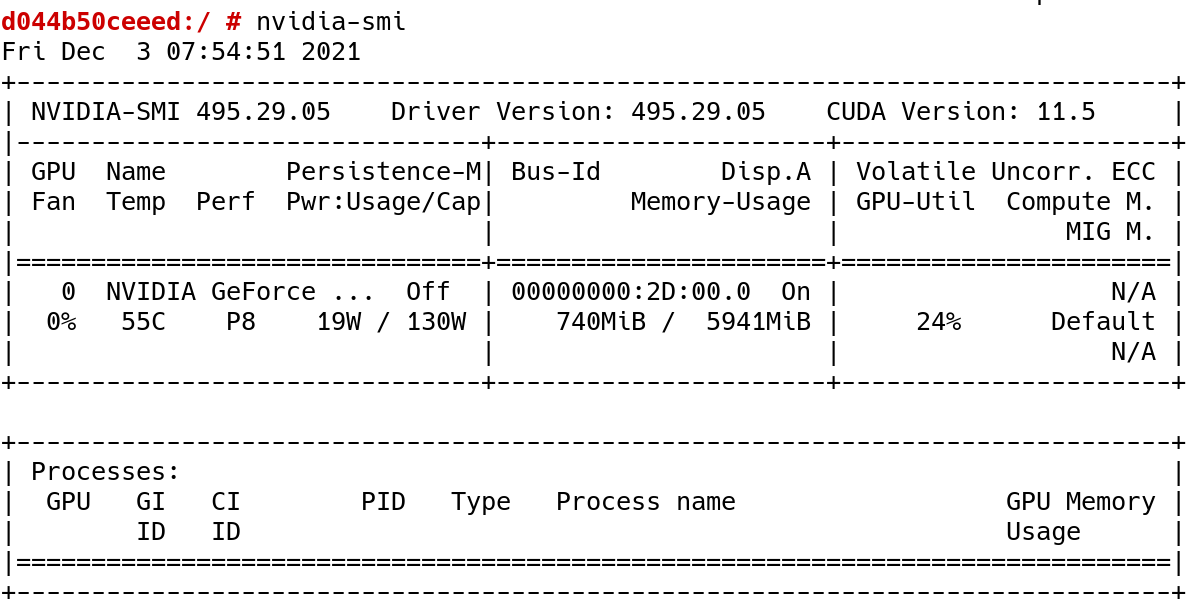 d044b50ceeed:/ # nvidia-smi
Fri Dec  3 07:54:51 2021
+-----------------------------------------------------------------------------+
| NVIDIA-SMI 495.29.05    Driver Version: 495.29.05    CUDA Version: 11.5     |
|-------------------------------+----------------------+----------------------+
| GPU  Name        Persistence-M| Bus-Id        Disp.A | Volatile Uncorr. ECC |
| Fan  Temp  Perf  Pwr:Usage/Cap|         Memory-Usage | GPU-Util  Compute M. |
|                               |                      |               MIG M. |
|===============================+======================+======================|
|   0  NVIDIA GeForce ...  Off  | 00000000:2D:00.0  On |                  N/A |
|  0%   55C    P8    19W / 130W |    740MiB /  5941MiB |     24%      Default |
|                               |                      |                  N/A |
+-------------------------------+----------------------+----------------------+

+-----------------------------------------------------------------------------+
| Processes:                                                                  |
|  GPU   GI   CI        PID   Type   Process name                  GPU Memory |
|        ID   ID                                                   Usage      |
|=============================================================================|
+-----------------------------------------------------------------------------+